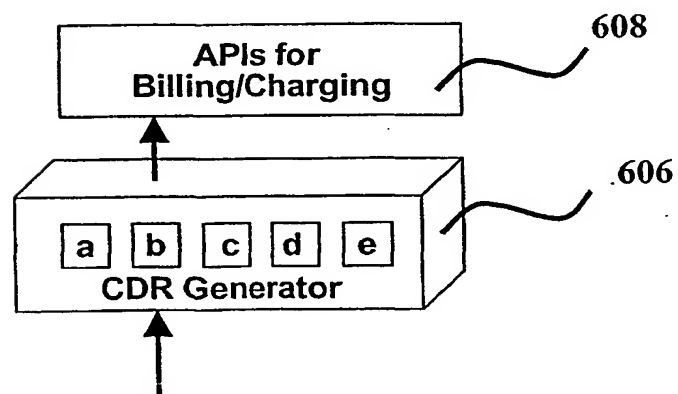 APIs for
Billing/Charging
608
606
a b c d e
CDR Generator